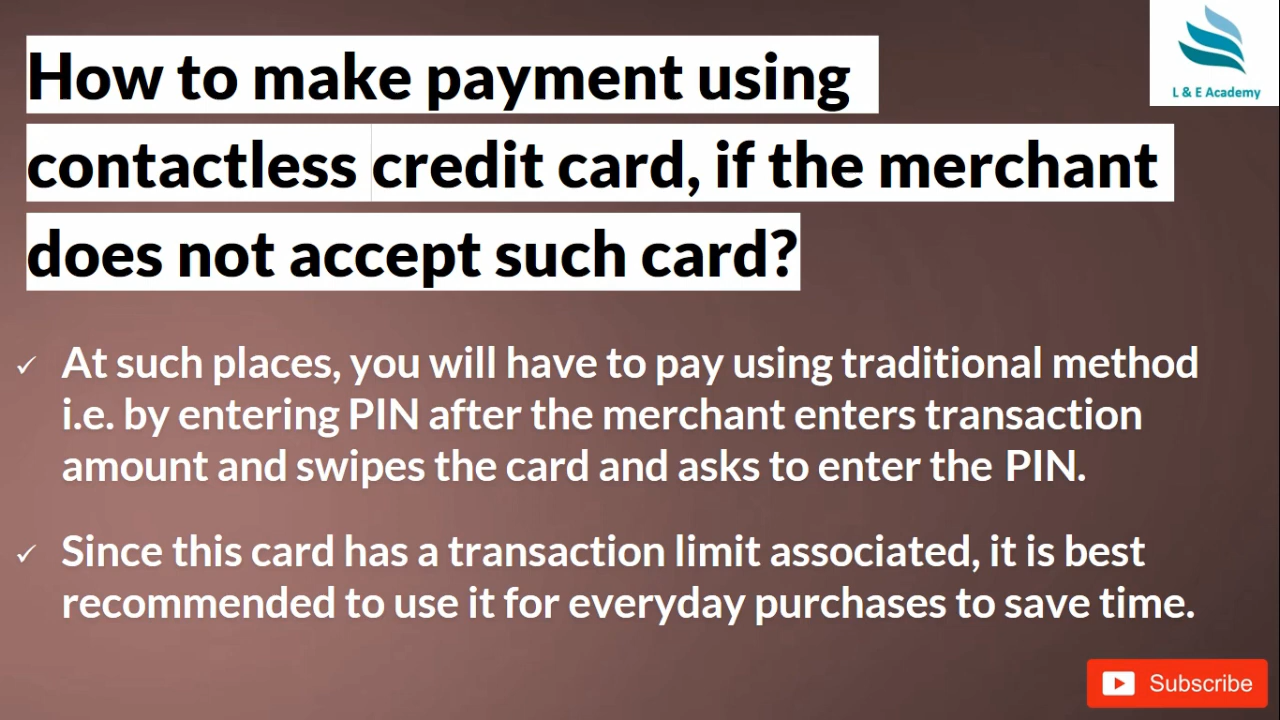 How to make payment using
contactless credit card, if the merchant
does not accept such card?
L & E Academy
✓ At such places, you will have to pay using traditional method
i.e. by entering PIN after the merchant enters transaction
amount and swipes the card and asks to enter the PIN.
✓ Since this card has a transaction limit associated, it is best
recommended to use it for everyday purchases to save time.
Subscribe